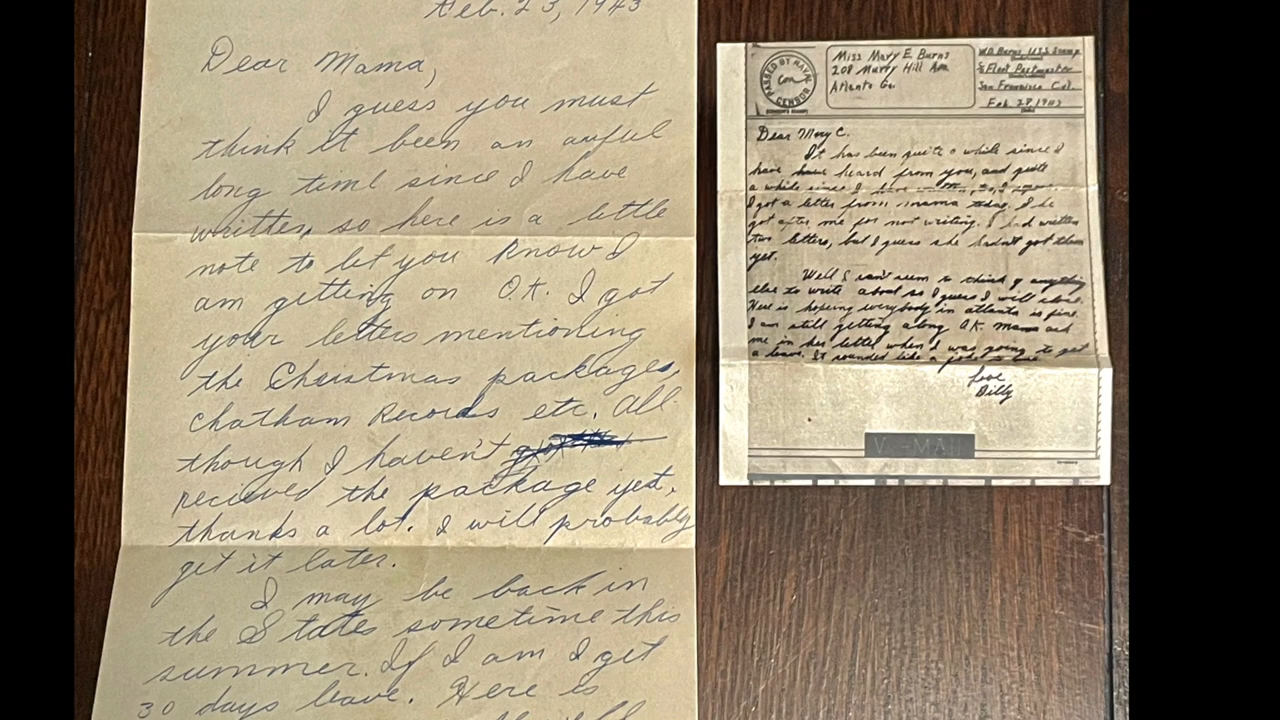 Feb. 23, 1943
Dear Mama,
I guess you must
think it been an awful
long time since I have
written, so here is a little
note to let you know I
am getting on O.K. I got
your letters mentioning
the Christmas packages,
Chatham Records etc. All
though I haven't
recieved the package yet,
thanks a lot. I will probably
get it later.
I may be back in
the States sometime this
summer. If I am I get
30 days leave. Here is
PASSED BY NAVAL CENSOR
Miss Mary E Burns
208 Murry Hill Ave
Atlanta Ga.
W.D. Burns U.S.S. Stump
% Fleet Postmaster
San Francisco Cal.
Feb. 28, 1943
Dear Mary C.
It has been quite a while since I
have heard from you, and quite
a while since I have
I got a letter from mama today. & she
got after me for not writing. I had written
two letters, but I guess she hadn't got them
yet.
Well I can't seem to think of anything
else to write about so I guess I will close.
Here is hoping everybody in atlanta is fine.
I am still getting along O.K. Mama ask
me in her letter when I was going to get
a leave. It sounded like a joke to me
Love
Billy
V-MAIL